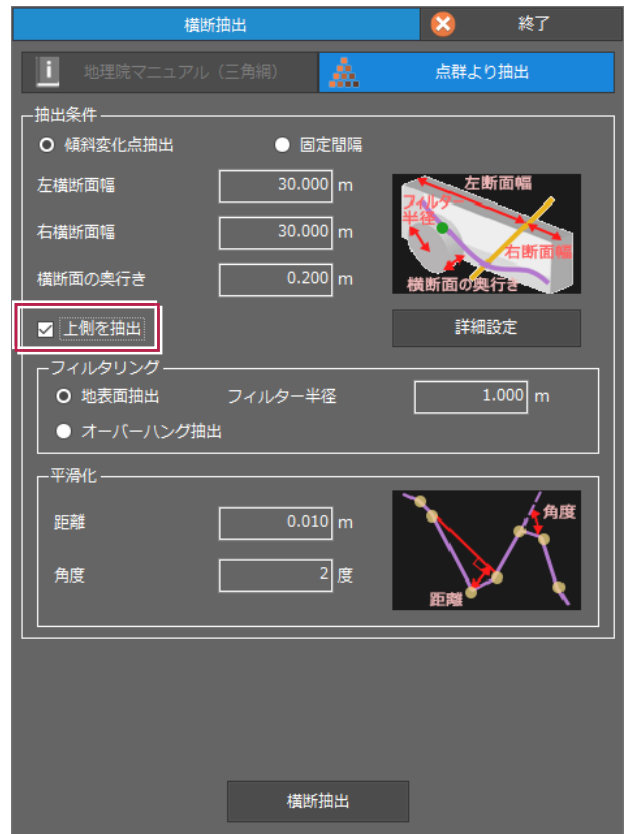 横断抽出
終了
地理院マニュアル（三角網）
点群より抽出
抽出条件
傾斜変化点抽出
固定間隔
左横断面幅 30.000 m
右横断面幅 30.000 m
横断面の奥行き 0.200 m
左断面幅
フィルター
半径
右断面幅
横断面の奥行き
上側を抽出
詳細設定
フィルタリング
地表面抽出 フィルター半径 1.000 m
オーバーハング抽出
平滑化
距離 0.010 m
角度 2 度
角度
距離
横断抽出